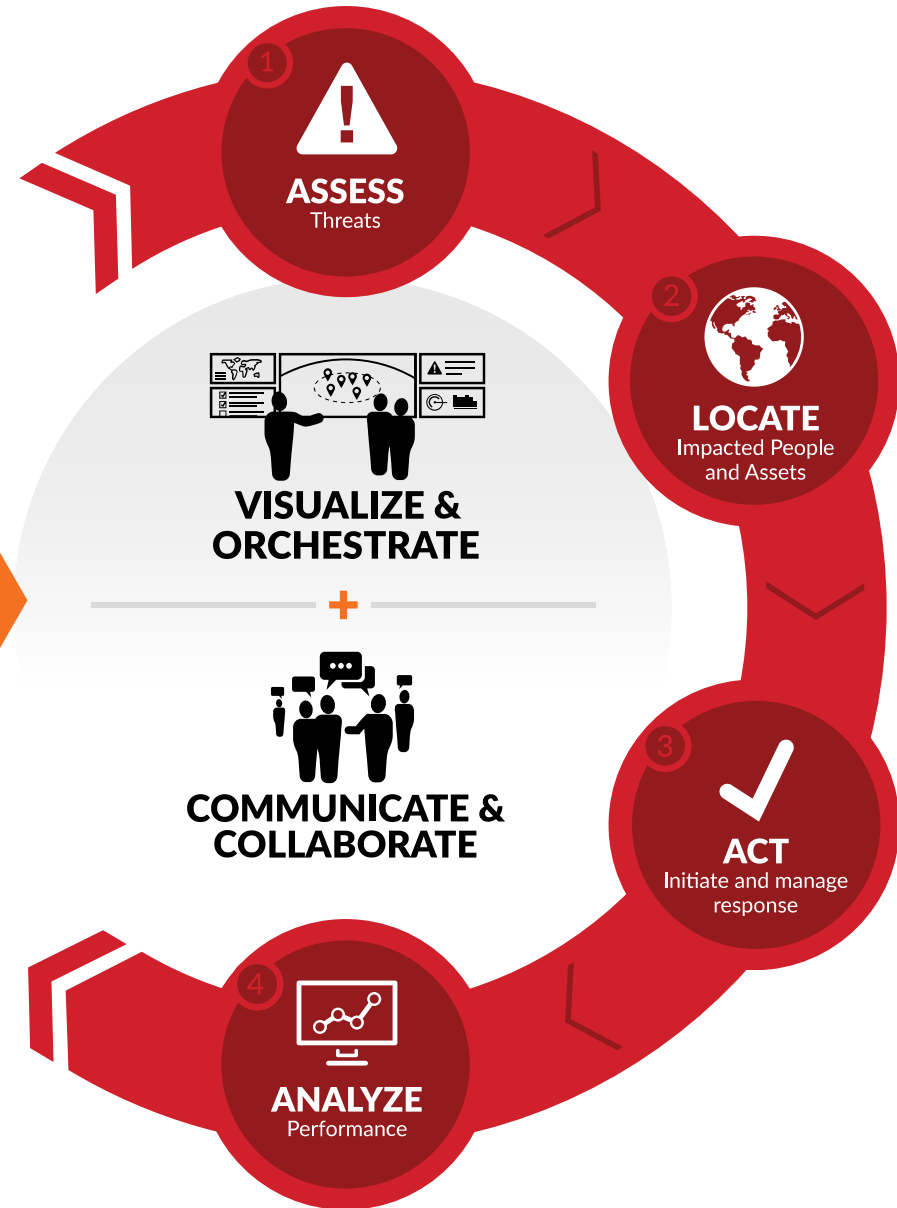 1
ASSESS
Threats
2
LOCATE
Impacted People
and Assets
VISUALIZE &
ORCHESTRATE
+
COMMUNICATE &
COLLABORATE
3
ACT
Initiate and manage
response
4
ANALYZE
Performance